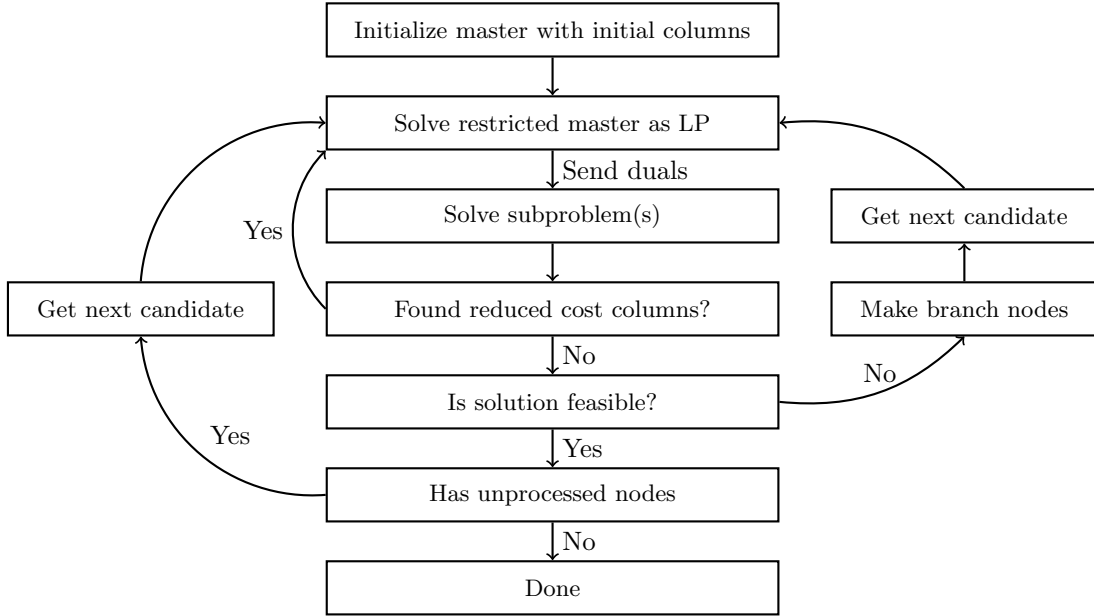 Initialize master with initial columns
Solve restricted master as LP
Send duals
Solve subproblem(s)
Get next candidate
Yes
Get next candidate
Found reduced cost columns?
Make branch nodes
No
No
Is solution feasible?
Yes
Yes
Has unprocessed nodes
No
Done